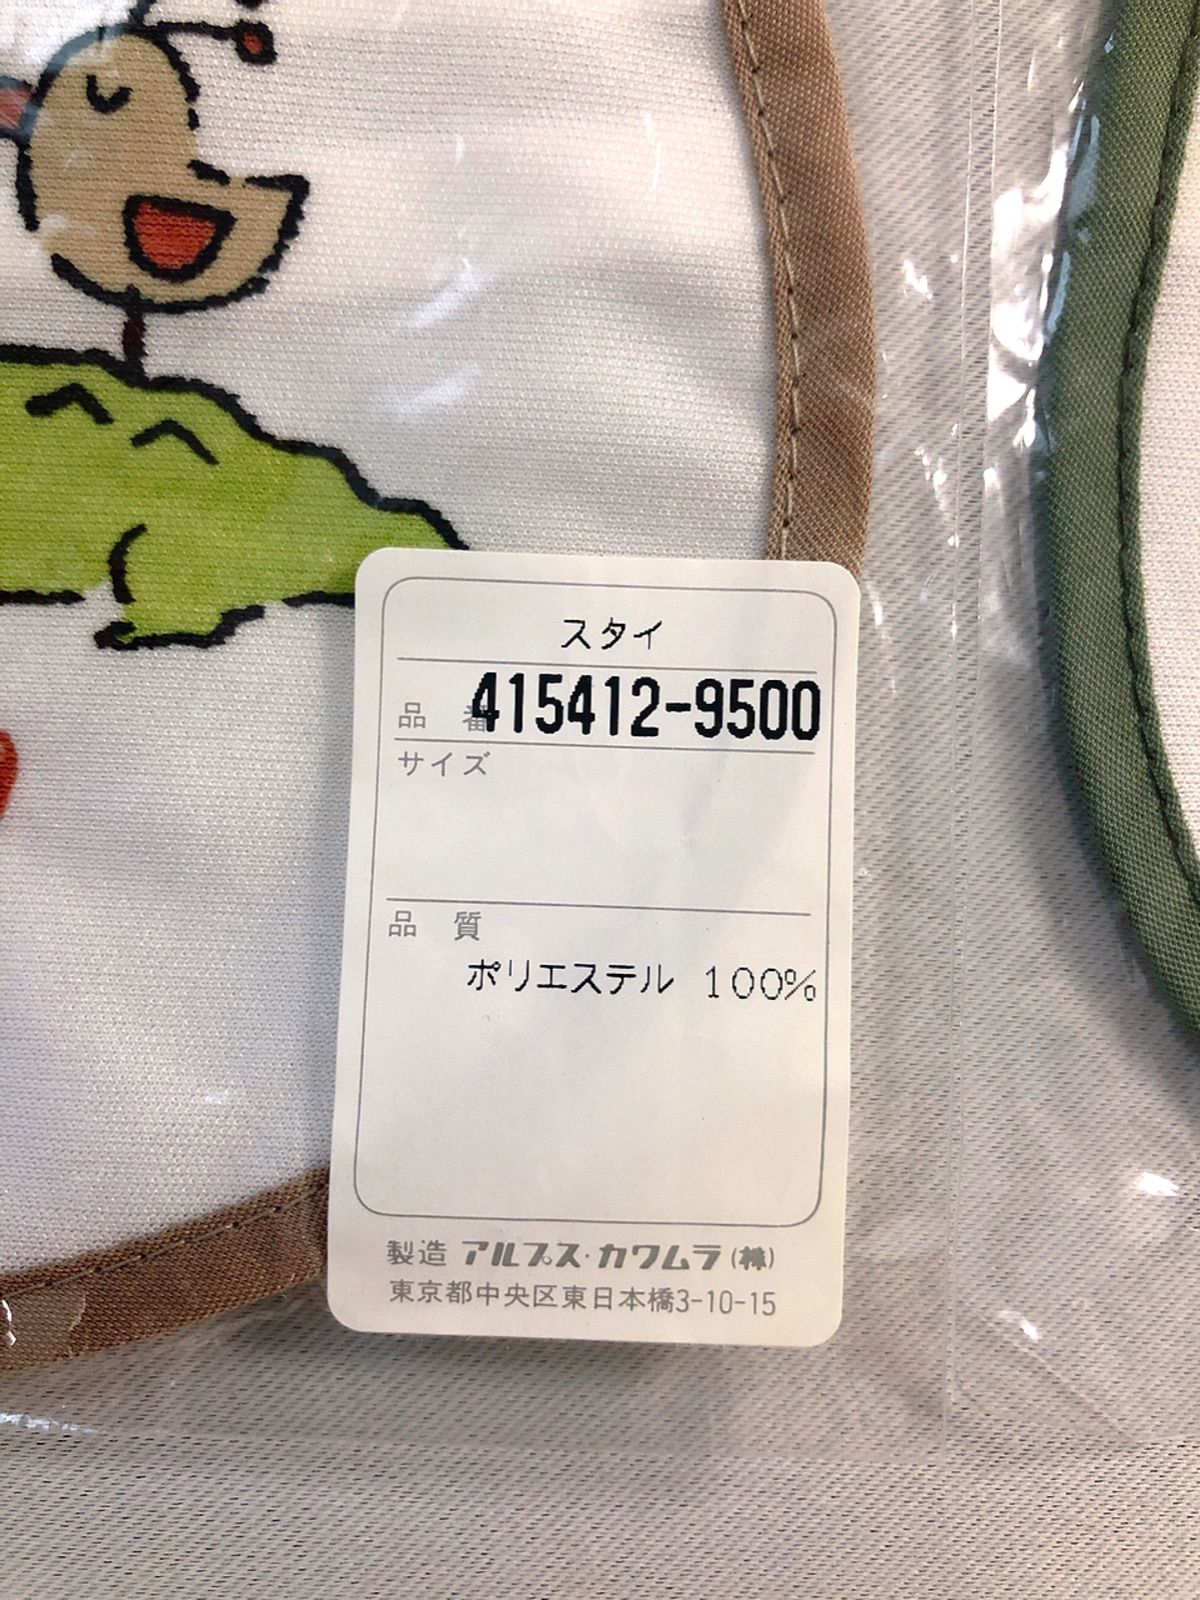 スタイ
品番 415412-9500
サイズ
品質
ポリエステル 100%
製造 アルプス・カワムラ(株)
東京都中央区東日本橋3-10-15